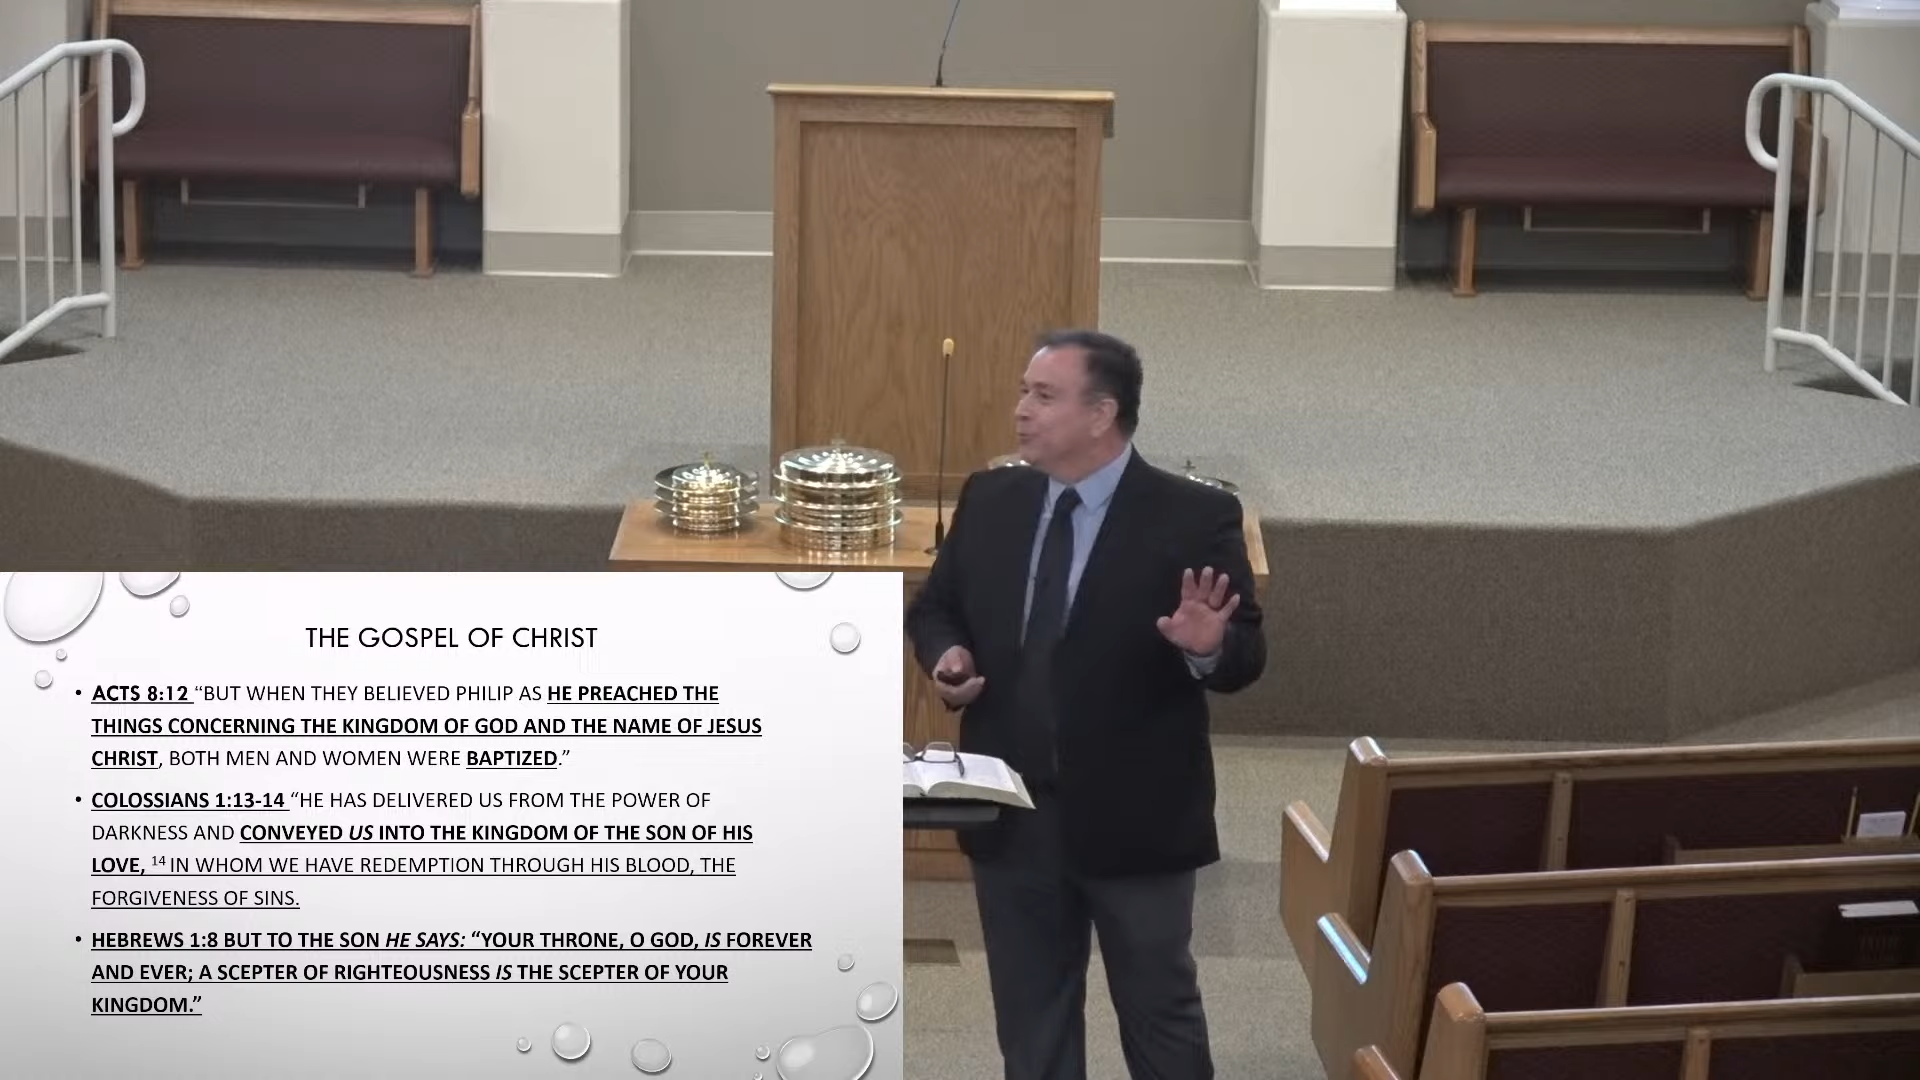 THE GOSPEL OF CHRIST
• ACTS 8:12 “BUT WHEN THEY BELIEVED PHILIP AS HE PREACHED THE
THINGS CONCERNING THE KINGDOM OF GOD AND THE NAME OF JESUS
CHRIST, BOTH MEN AND WOMEN WERE BAPTIZED.”
• COLOSSIANS 1:13-14 “HE HAS DELIVERED US FROM THE POWER OF
DARKNESS AND CONVEYED US INTO THE KINGDOM OF THE SON OF HIS
LOVE, 14 IN WHOM WE HAVE REDEMPTION THROUGH HIS BLOOD, THE
FORGIVENESS OF SINS.
• HEBREWS 1:8 BUT TO THE SON HE SAYS: “YOUR THRONE, O GOD, IS FOREVER
AND EVER; A SCEPTER OF RIGHTEOUSNESS IS THE SCEPTER OF YOUR
KINGDOM.”